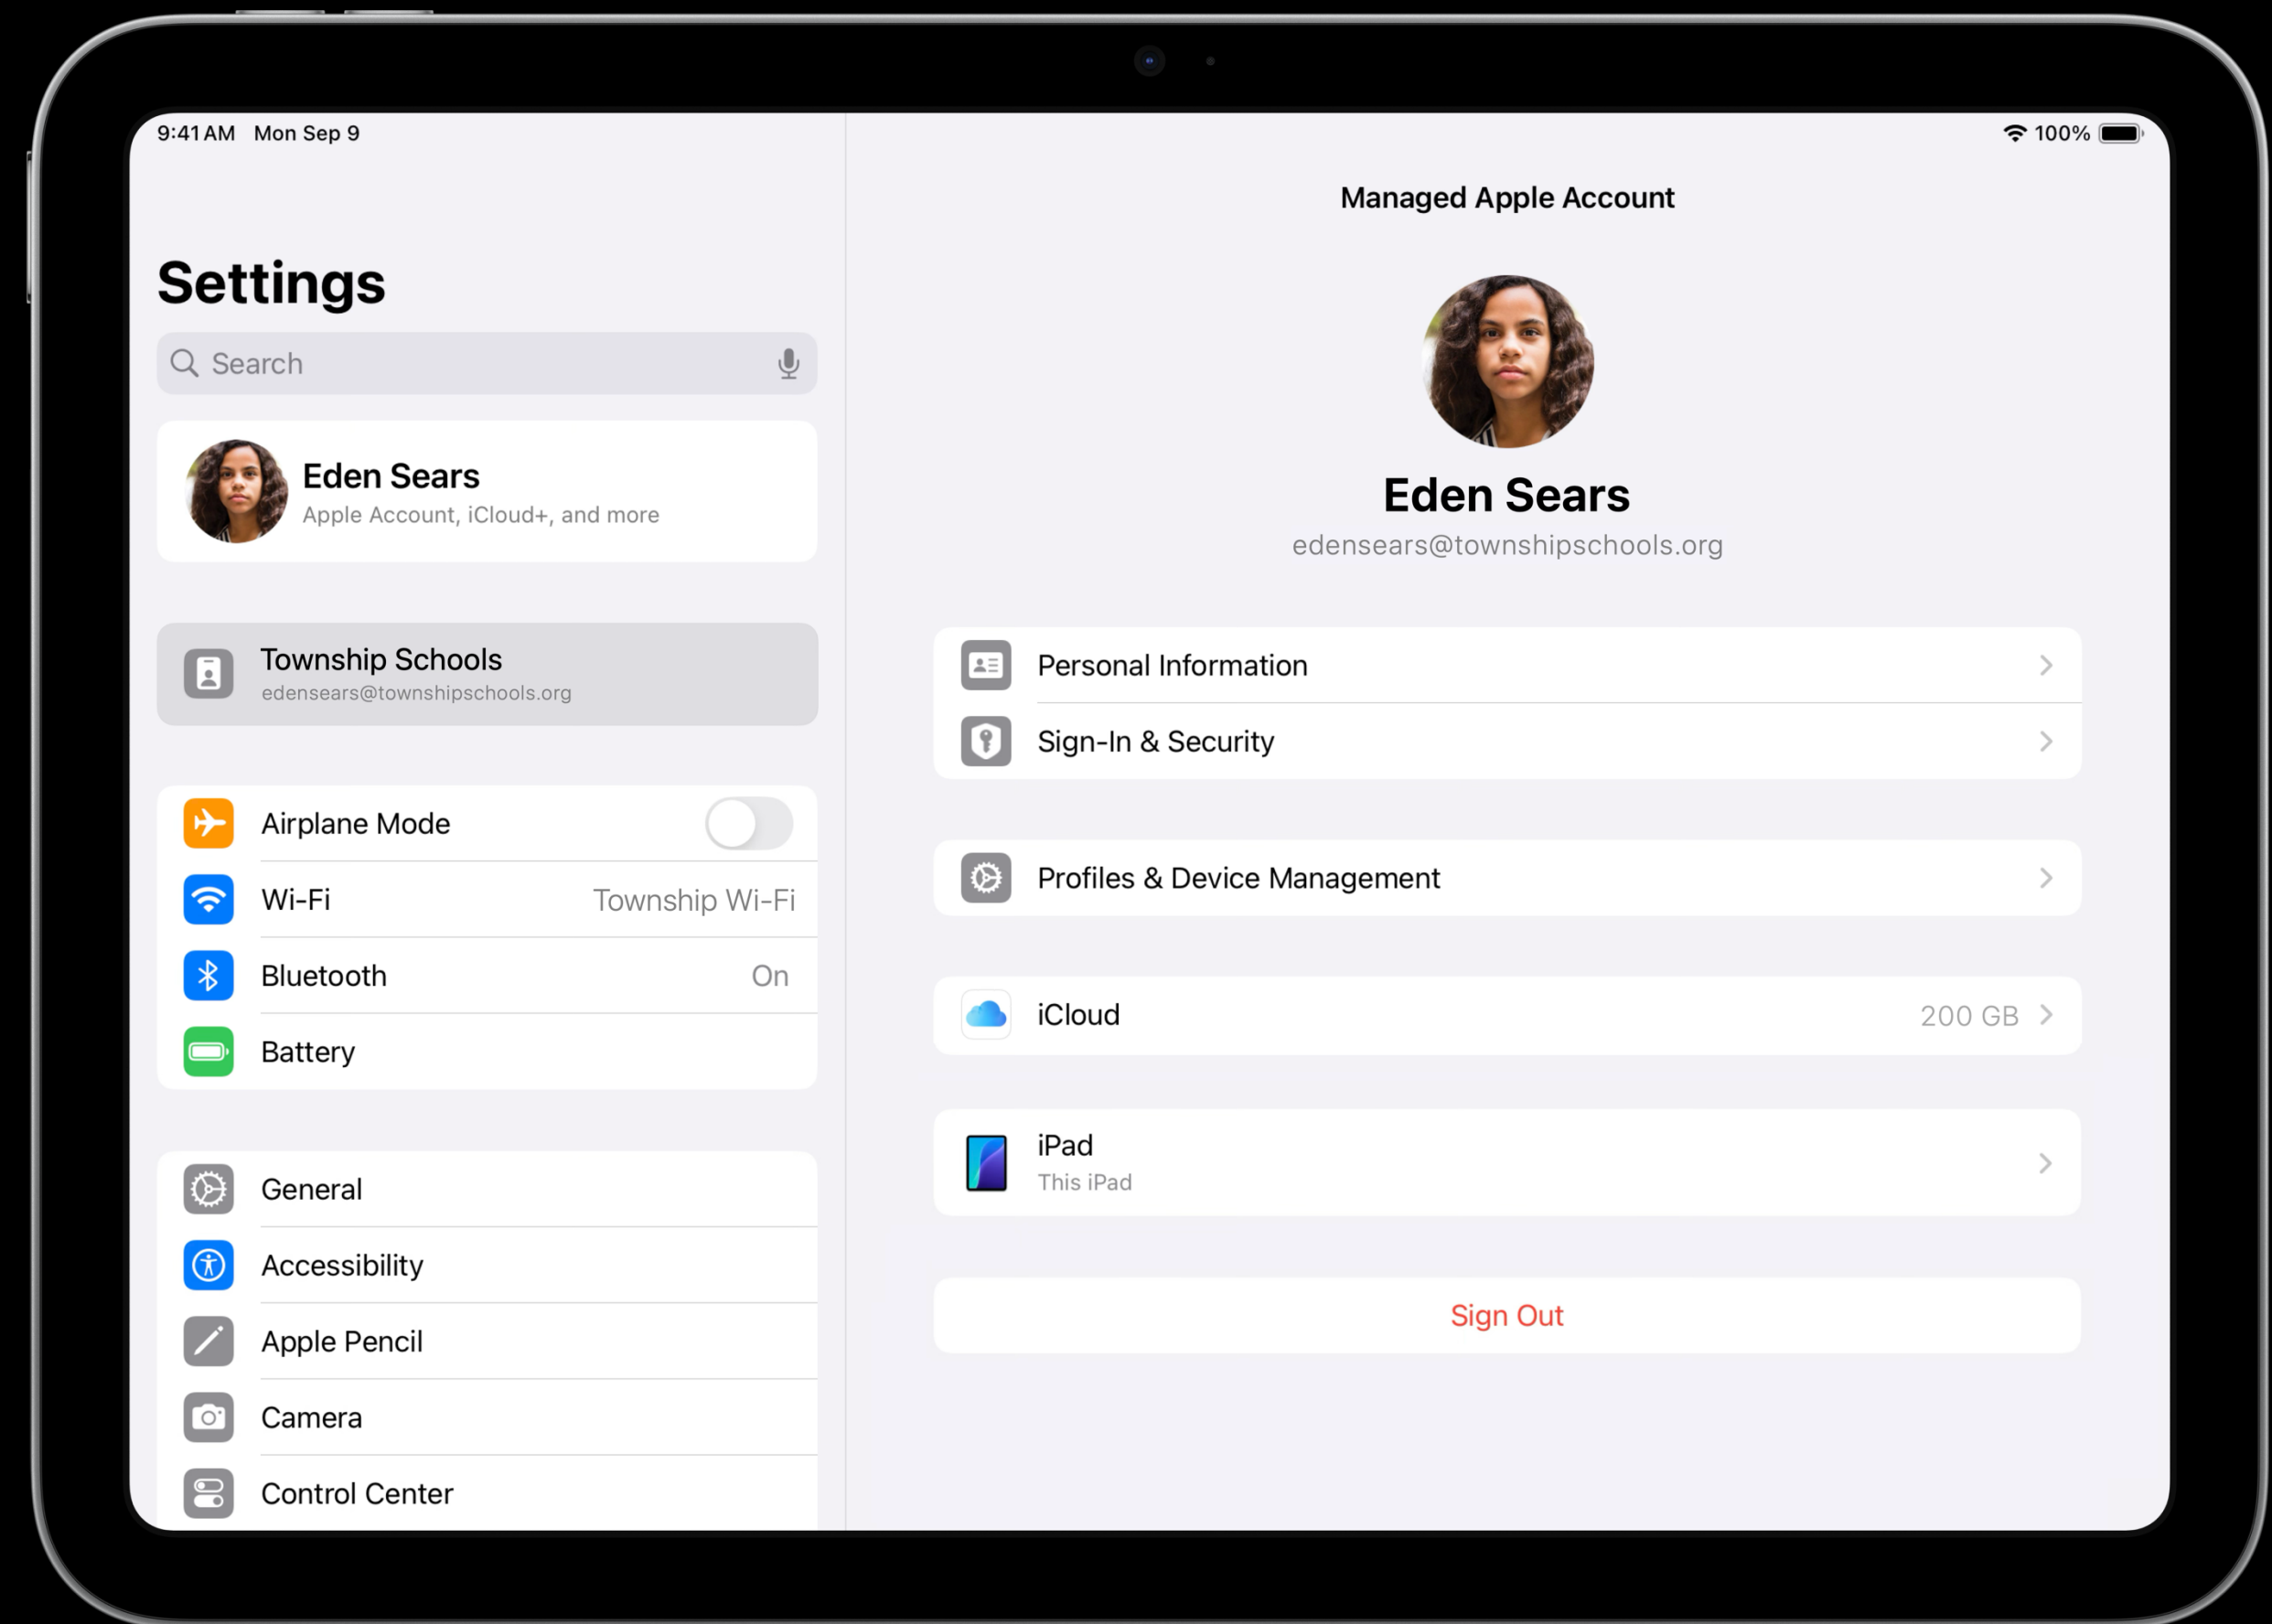 9:41 AM Mon Sep 9
100%
Settings
Search
Eden Sears
Apple Account, iCloud+, and more
Township Schools
edensears@townshipschools.org
Airplane Mode
Wi-Fi Township Wi-Fi
Bluetooth On
Battery
General
Accessibility
Apple Pencil
Camera
Control Center
Managed Apple Account
Eden Sears
edensears@townshipschools.org
Personal Information
Sign-In & Security
Profiles & Device Management
iCloud 200 GB
iPad
This iPad
Sign Out